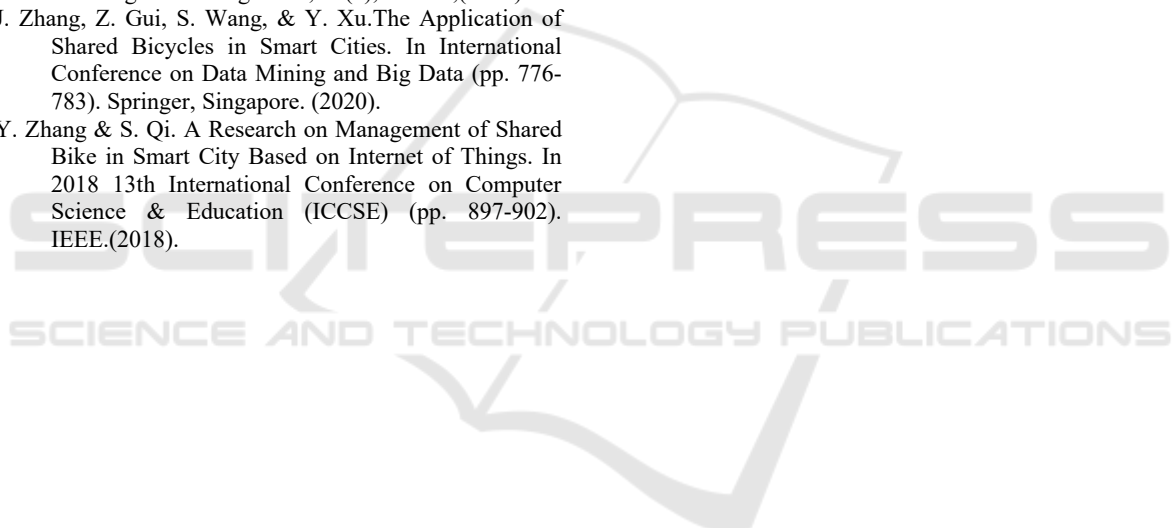 J. Zhang, Z. Gui, S. Wang, & Y. Xu.The Application of
Shared Bicycles in Smart Cities. In International
Conference on Data Mining and Big Data (pp. 776-
783). Springer, Singapore. (2020).
Y. Zhang & S. Qi. A Research on Management of Shared
Bike in Smart City Based on Internet of Things. In
2018 13th International Conference on Computer
Science & Education (ICCSE) (pp. 897-902).
IEEE.(2018).
SCITEPRESS
SCIENCE AND TECHNOLOGY PUBLICATIONS